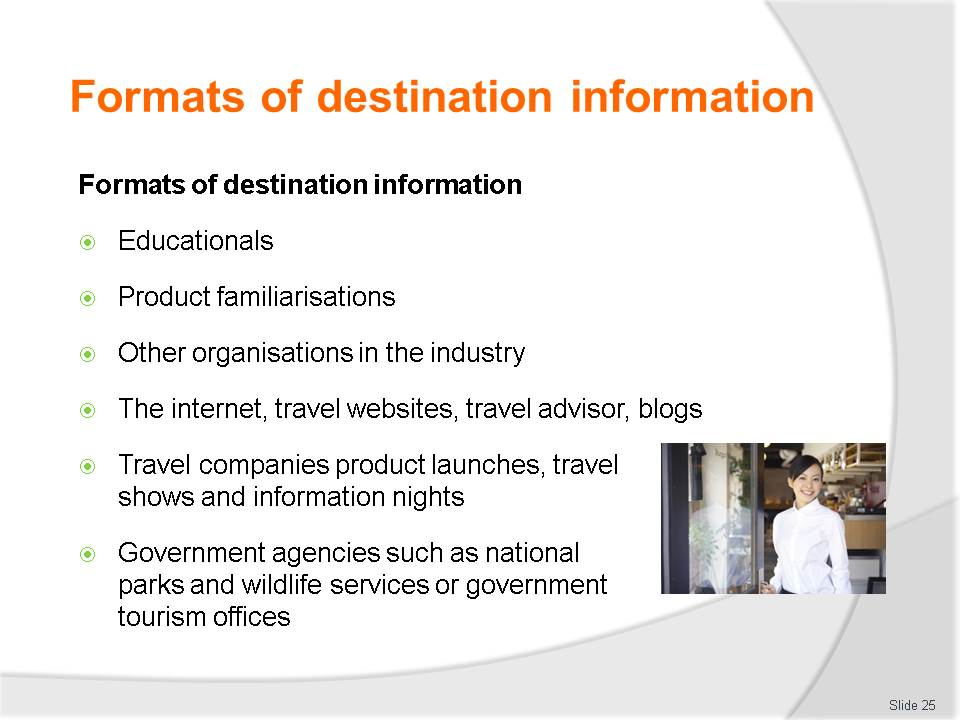 Formats of destination information
Formats of destination information
Educationals
Product familiarisations
Other organisations in the industry
The internet, travel websites, travel advisor, blogs
Travel companies product launches, travel
shows and information nights
Government agencies such as national
parks and wildlife services or government
tourism offices
Slide 25